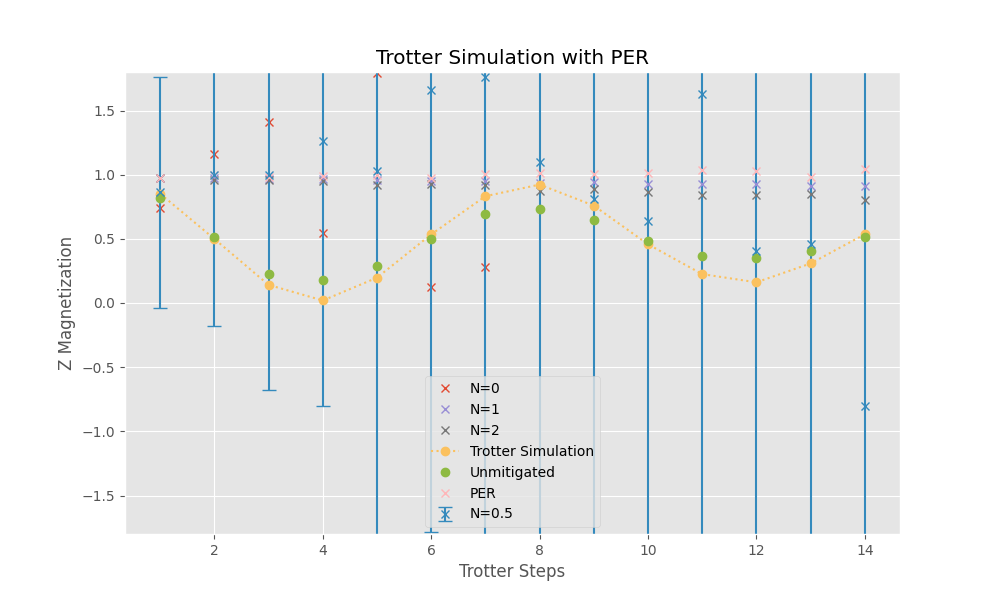 Trotter Simulation with PER
Z Magnetization
1.5
1.0
0.5
0.0
−0.5
−1.0
−1.5
N=0
N=1
N=2
Trotter Simulation
Unmitigated
PER
N=0.5
2 4 6 8 10 12 14
Trotter Steps